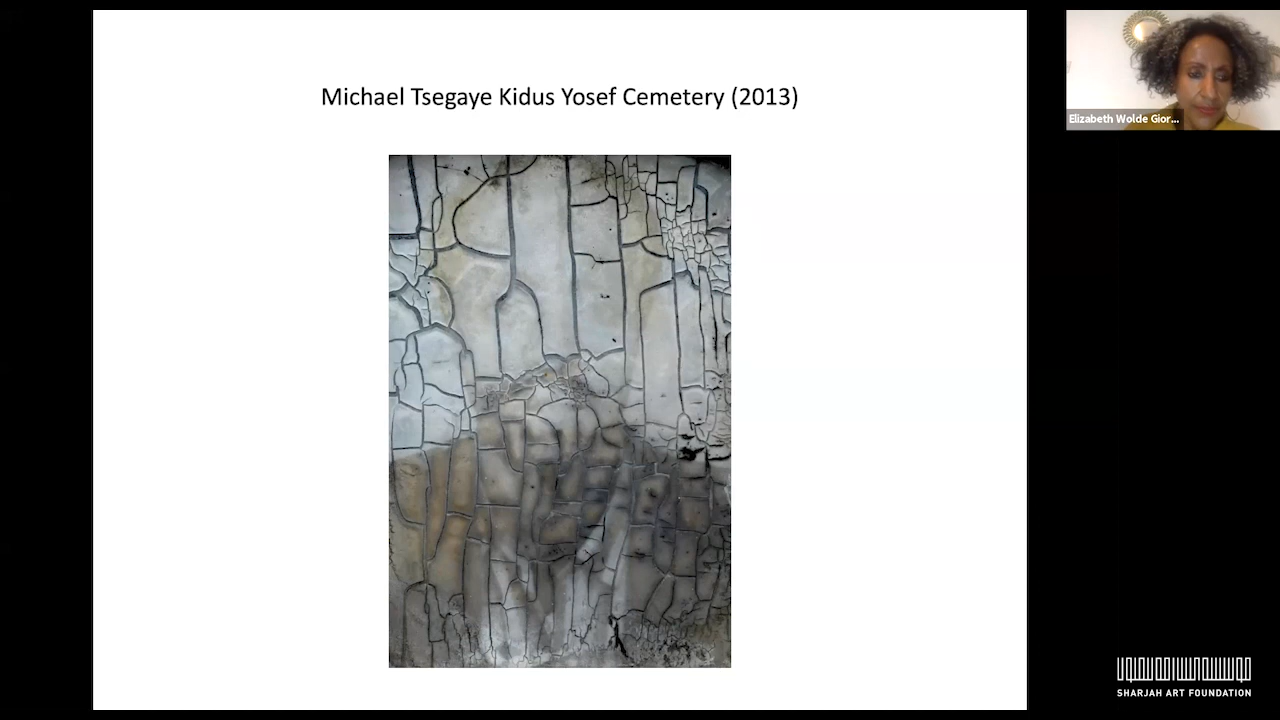 Michael Tsegaye Kidus Yosef Cemetery (2013)
Elizabeth Wolde Gior...
SHARJAH ART FOUNDATION